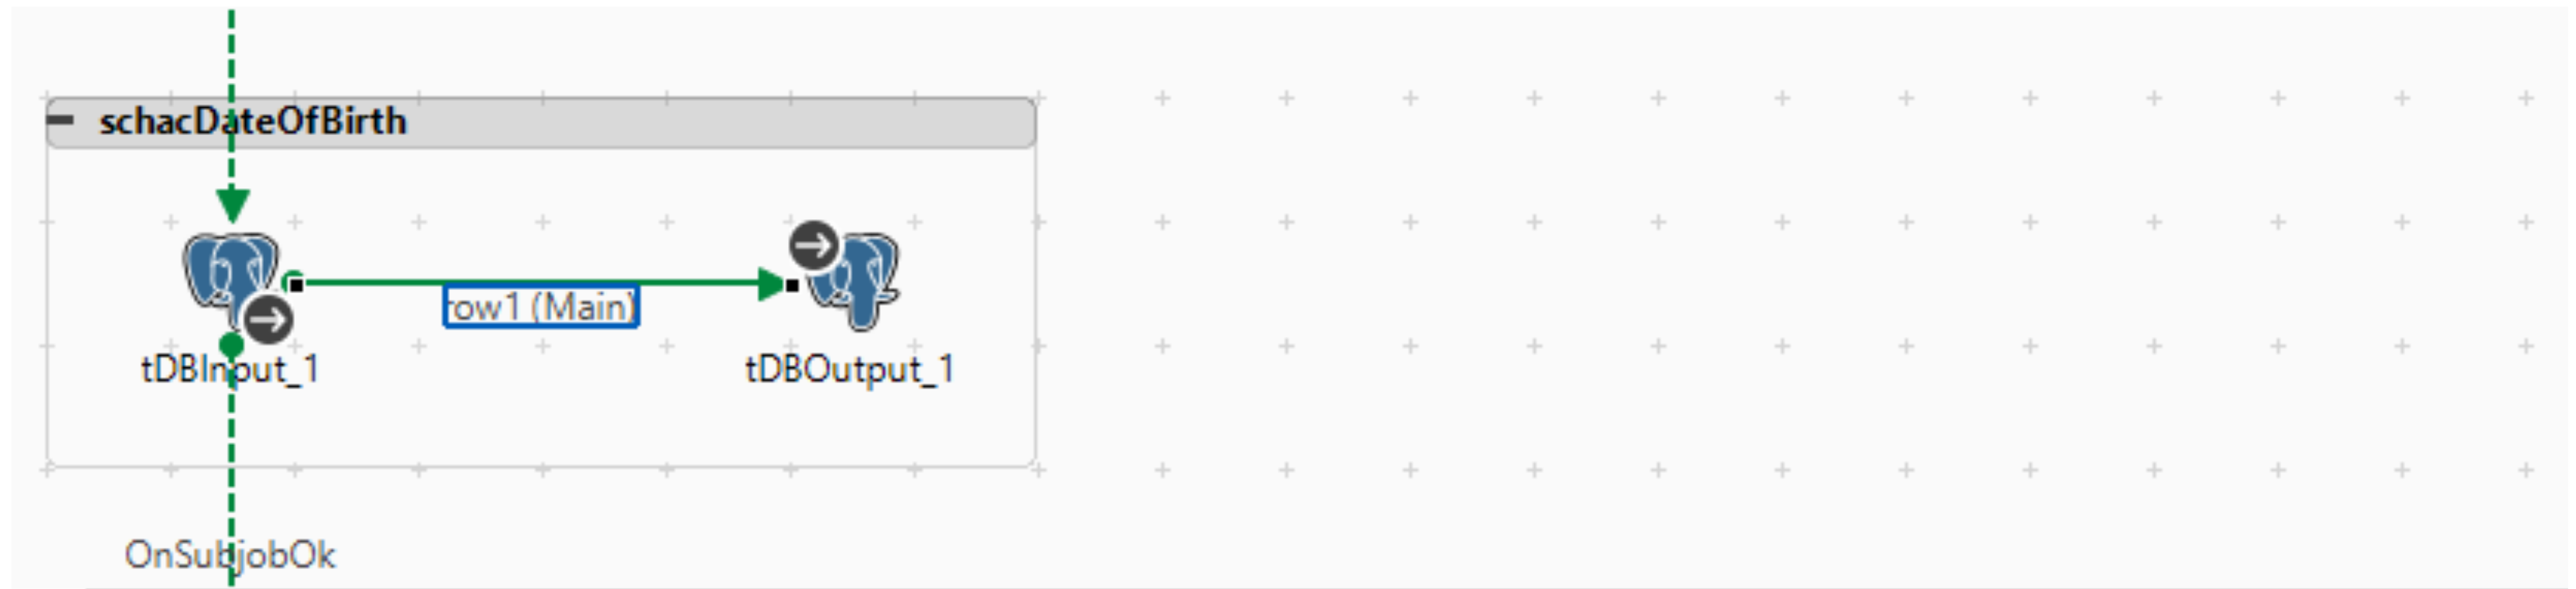 schacDateOfBirth
row1 (Main)
tDBInput_1
tDBOutput_1
OnSubjobOk